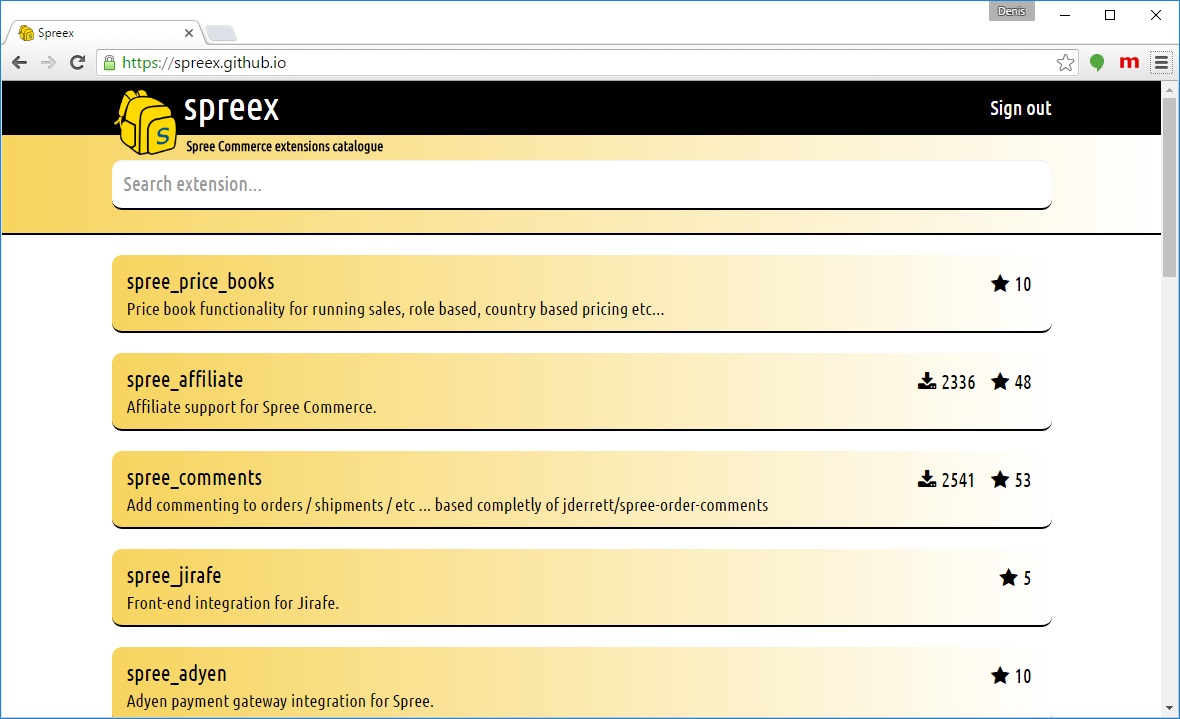 Denis
Spreex
https://spreex.github.io
m
spreex
Sign out
S
Spree Commerce extensions catalogue
Search extension...
spree_price_books
10
Price book functionality for running sales, role based, country based pricing etc...
spree_affiliate
2336 48
Affiliate support for Spree Commerce.
spree_comments
2541 53
Add commenting to orders / shipments / etc ... based completly of jderrett/spree-order-comments
spree_jirafe
5
Front-end integration for Jirafe.
spree_adyen
10
Adyen payment gateway integration for Spree.